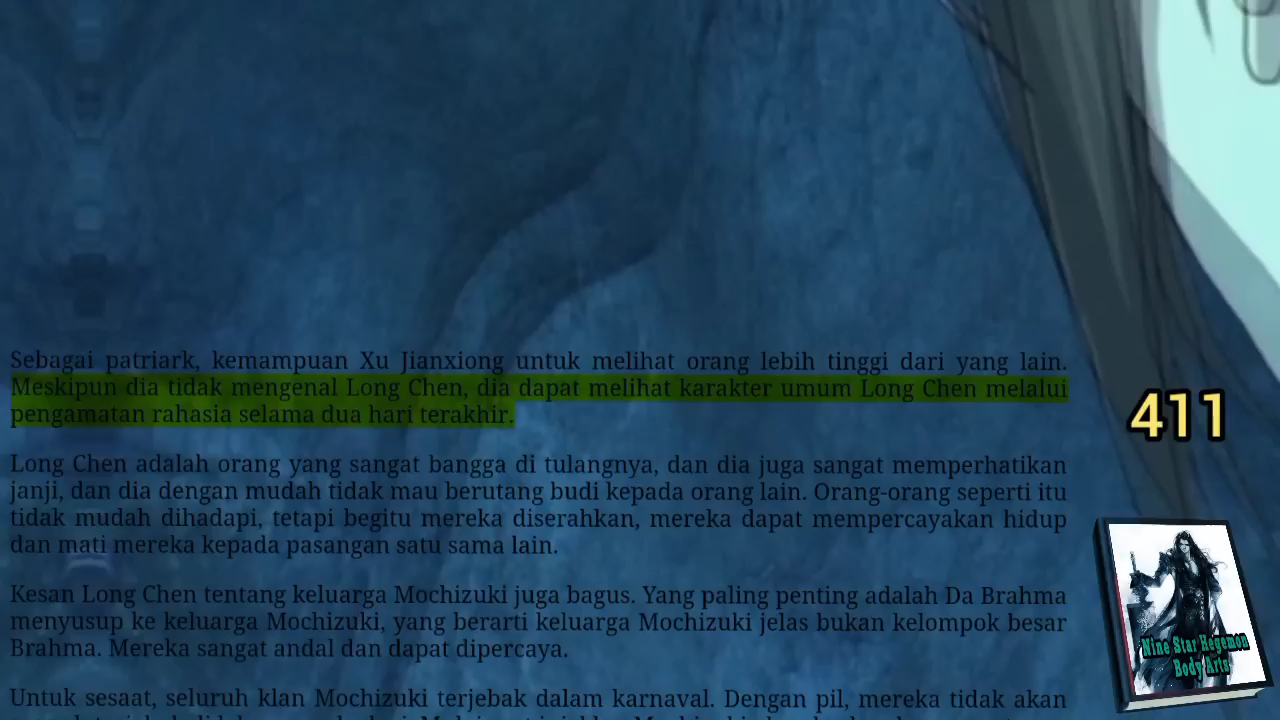 Sebagai patriark, kemampuan Xu Jianxiong untuk melihat orang lebih tinggi dari yang lain.
Meskipun dia tidak mengenal Long Chen, dia dapat melihat karakter umum Long Chen melalui
pengamatan rahasia selama dua hari terakhir.
Long Chen adalah orang yang sangat bangga di tulangnya, dan dia juga sangat memperhatikan
janji, dan dia dengan mudah tidak mau berutang budi kepada orang lain. Orang-orang seperti itu
tidak mudah dihadapi, tetapi begitu mereka diserahkan, mereka dapat mempercayakan hidup
dan mati mereka kepada pasangan satu sama lain.
Kesan Long Chen tentang keluarga Mochizuki juga bagus. Yang paling penting adalah Da Brahma
menyusup ke keluarga Mochizuki, yang berarti keluarga Mochizuki jelas bukan kelompok besar
Brahma. Mereka sangat andal dan dapat dipercaya.
Untuk sesaat, seluruh klan Mochizuki terjebak dalam karnaval. Dengan pil, mereka tidak akan
411
Nine Star Hegemon
Body Arts